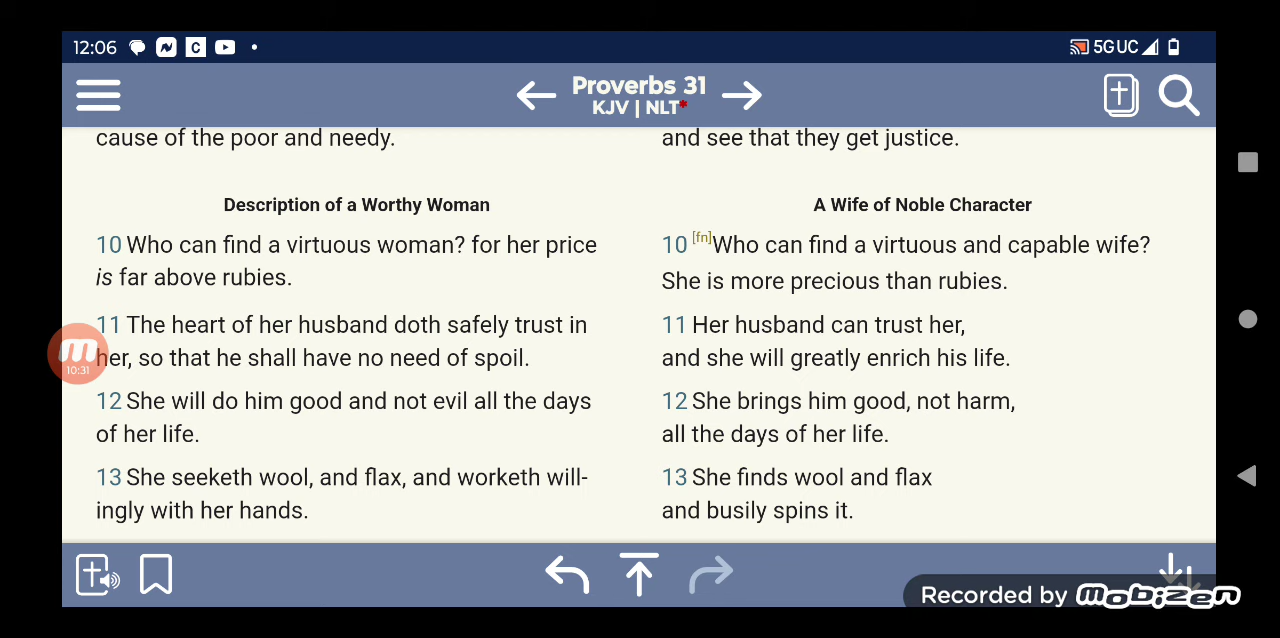 12:06
C
5G UC
Proverbs 31
KJV | NLT*
cause of the poor and needy.
Description of a Worthy Woman
10 Who can find a virtuous woman? for her price
is far above rubies.
11 The heart of her husband doth safely trust in
her, so that he shall have no need of spoil.
12 She will do him good and not evil all the days
of her life.
13 She seeketh wool, and flax, and worketh will-
ingly with her hands.
and see that they get justice.
A Wife of Noble Character
10 [fn]Who can find a virtuous and capable wife?
She is more precious than rubies.
11 Her husband can trust her,
and she will greatly enrich his life.
12 She brings him good, not harm,
all the days of her life.
13 She finds wool and flax
and busily spins it.
m
10:31
Recorded by mobizen